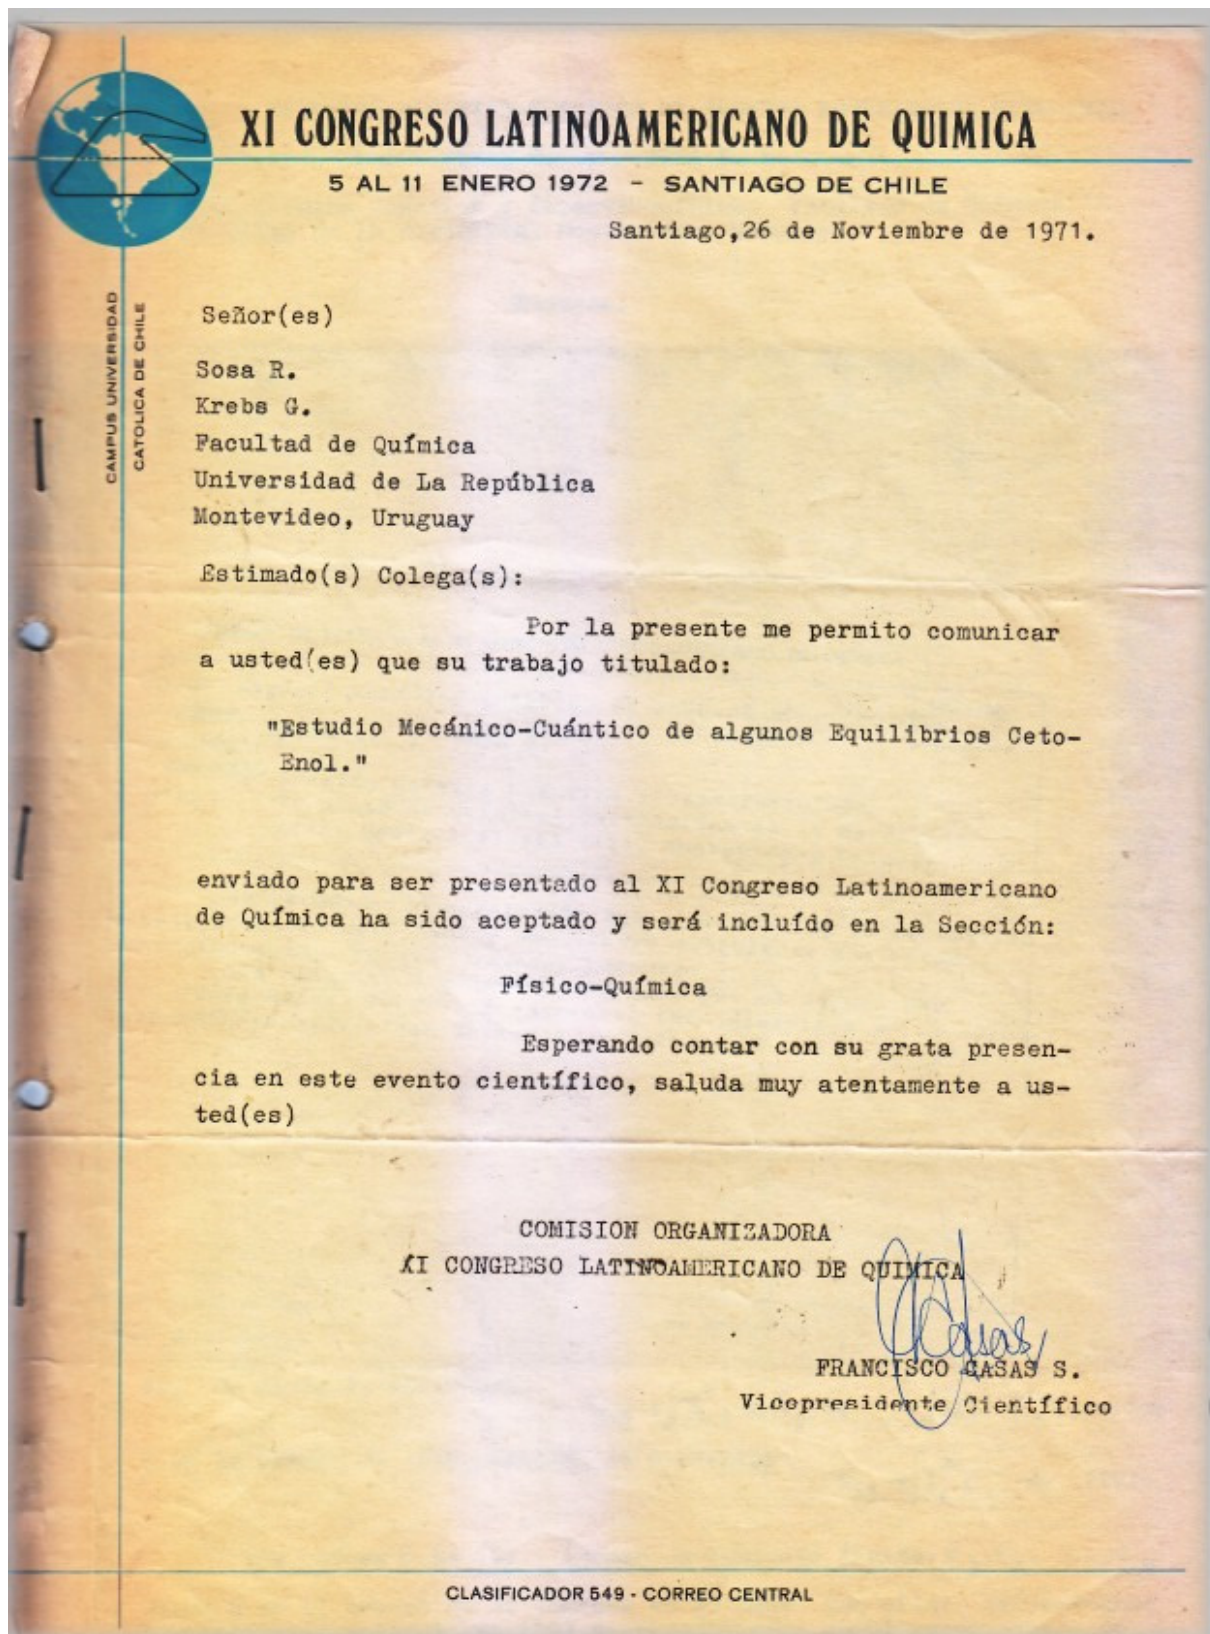 XI CONGRESO LATINOAMERICANO DE QUIMICA
5 AL 11 ENERO 1972 - SANTIAGO DE CHILE
Santiago,26 de Noviembre de 1971.
CAMPUS UNIVERSIDAD
CATOLICA DE CHILE
Señor(es)
Sosa R.
Krebs G.
Facultad de Química
Universidad de La República
Montevideo, Uruguay
Estimado(s) Colega(s):
Por la presente me permito comunicar
a usted(es) que su trabajo titulado:
"Estudio Mecánico-Cuántico de algunos Equilibrios Ceto-
Enol."
enviado para ser presentado al XI Congreso Latinoamericano
de Química ha sido aceptado y será incluído en la Sección:
Físico-Química
Esperando contar con su grata presen-
cia en este evento científico, saluda muy atentamente a us-
ted(es)
COMISION ORGANIZADORA
XI CONGRESO LATINOAMERICANO DE QUIMICA
FCasas
FRANCISCO CASAS S.
Vicepresidente Científico
CLASIFICADOR 549 - CORREO CENTRAL